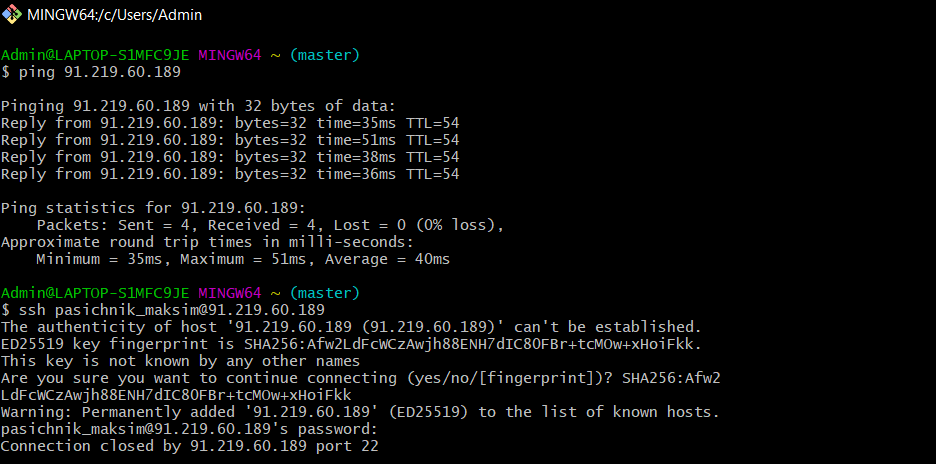 MINGW64:/c/Users/Admin
Admin@LAPTOP-S1MFC9JE MINGW64 ~ (master)
$ ping 91.219.60.189
Pinging 91.219.60.189 with 32 bytes of data:
Reply from 91.219.60.189: bytes=32 time=35ms TTL=54
Reply from 91.219.60.189: bytes=32 time=51ms TTL=54
Reply from 91.219.60.189: bytes=32 time=38ms TTL=54
Reply from 91.219.60.189: bytes=32 time=36ms TTL=54
Ping statistics for 91.219.60.189:
    Packets: Sent = 4, Received = 4, Lost = 0 (0% loss),
Approximate round trip times in milli-seconds:
    Minimum = 35ms, Maximum = 51ms, Average = 40ms
Admin@LAPTOP-S1MFC9JE MINGW64 ~ (master)
$ ssh pasichnik_maksim@91.219.60.189
The authenticity of host '91.219.60.189 (91.219.60.189)' can't be established.
ED25519 key fingerprint is SHA256:Afw2LdFcWCzAwjh88ENH7dIC8OFBr+tcMOw+xHoiFkk.
This key is not known by any other names
Are you sure you want to continue connecting (yes/no/[fingerprint])? SHA256:Afw2
LdFcWCzAwjh88ENH7dIC8OFBr+tcMOw+xHoiFkk
Warning: Permanently added '91.219.60.189' (ED25519) to the list of known hosts.
pasichnik_maksim@91.219.60.189's password:
Connection closed by 91.219.60.189 port 22